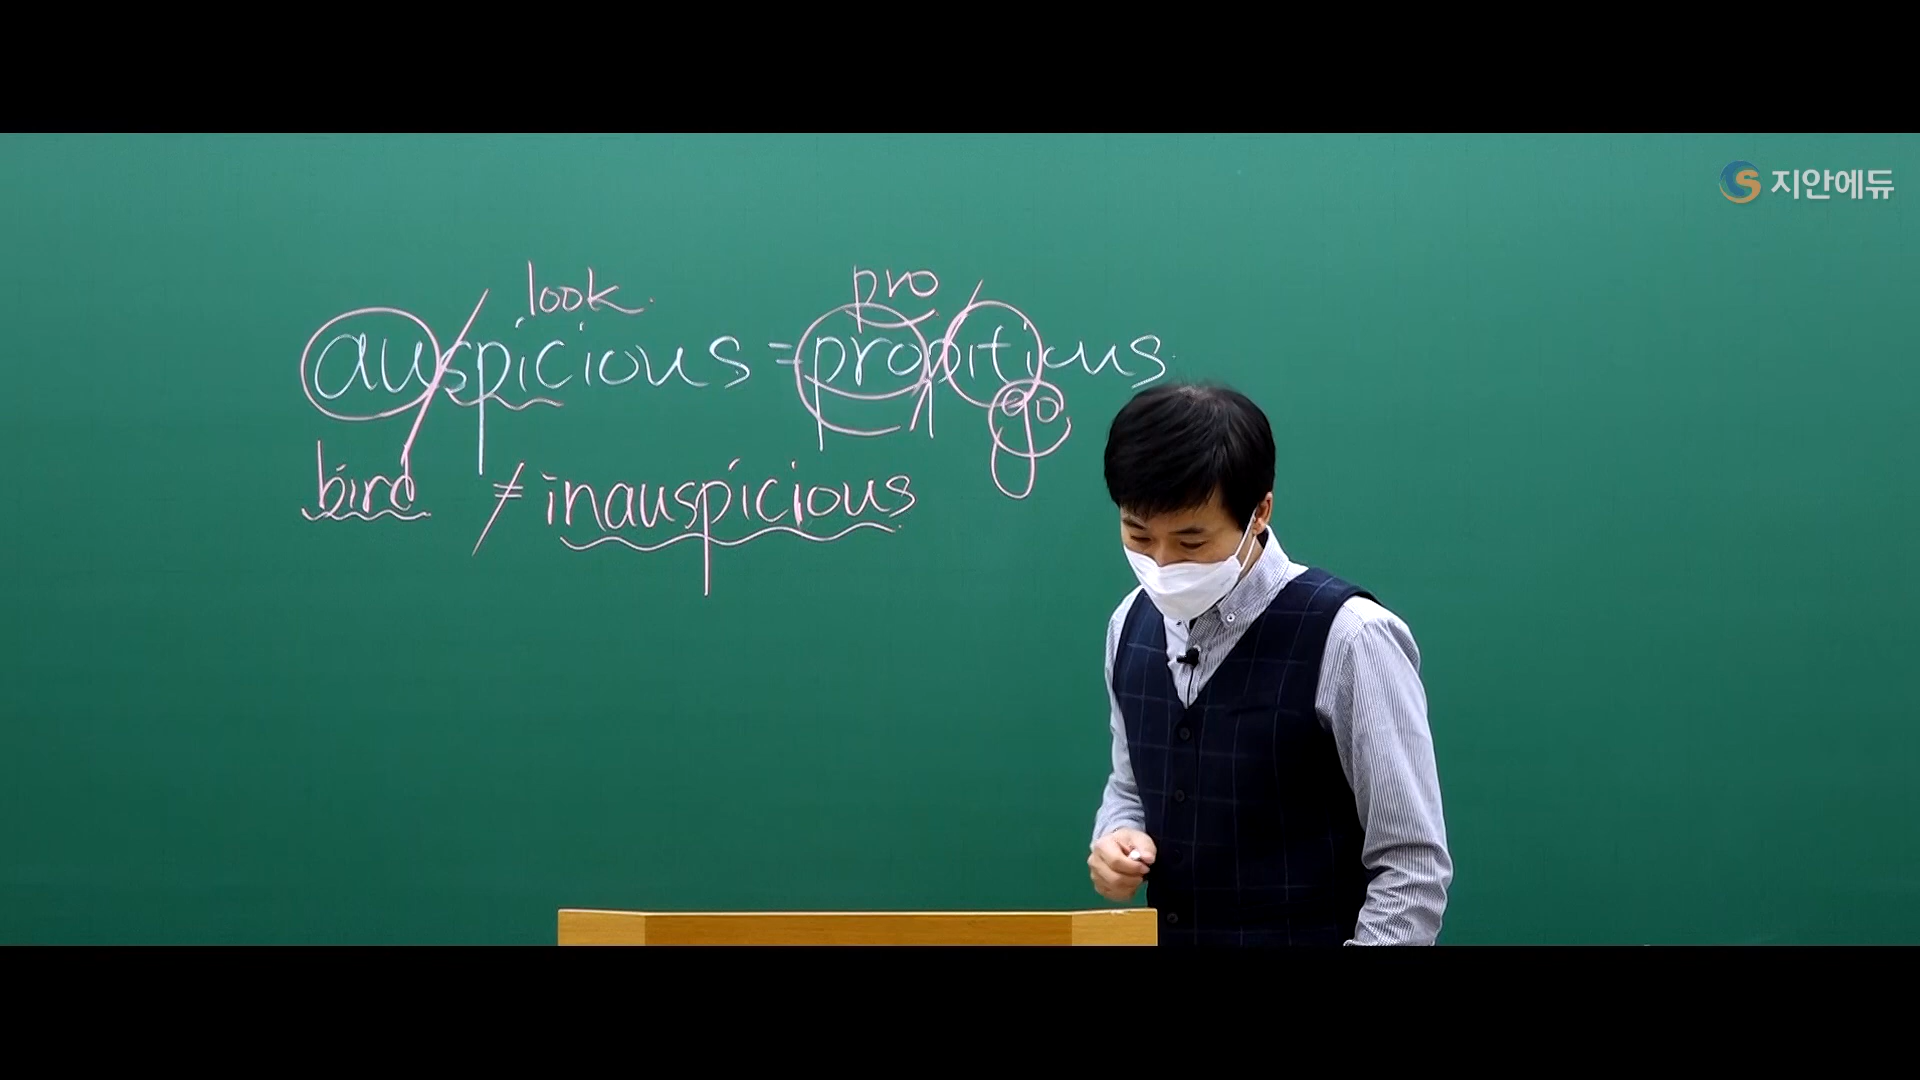 지안에듀
look. pro
auspicious = propitious
go
bird ≠ inauspicious